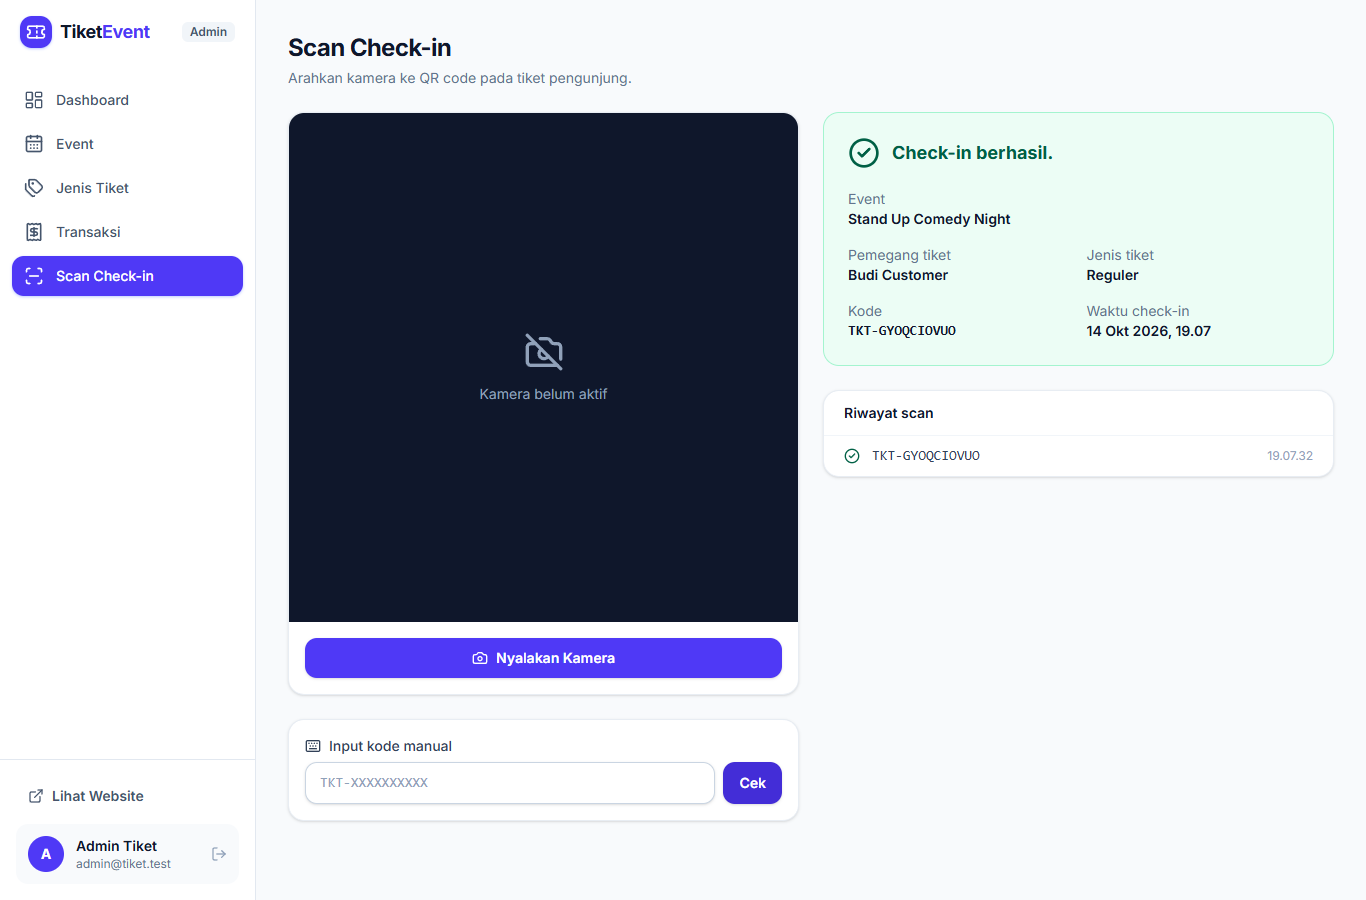 TiketEvent
Admin
Dashboard
Event
Jenis Tiket
Transaksi
Scan Check-in
Lihat Website
A
Admin Tiket
admin@tiket.test
Scan Check-in
Arahkan kamera ke QR code pada tiket pengunjung.
Kamera belum aktif
Nyalakan Kamera
Input kode manual
TKT-XXXXXXXXXX
Cek
Check-in berhasil.
Event
Stand Up Comedy Night
Pemegang tiket
Budi Customer
Jenis tiket
Reguler
Kode
TKT-GYOQCIOVUO
Waktu check-in
14 Okt 2026, 19.07
Riwayat scan
TKT-GYOQCIOVUO
19.07.32